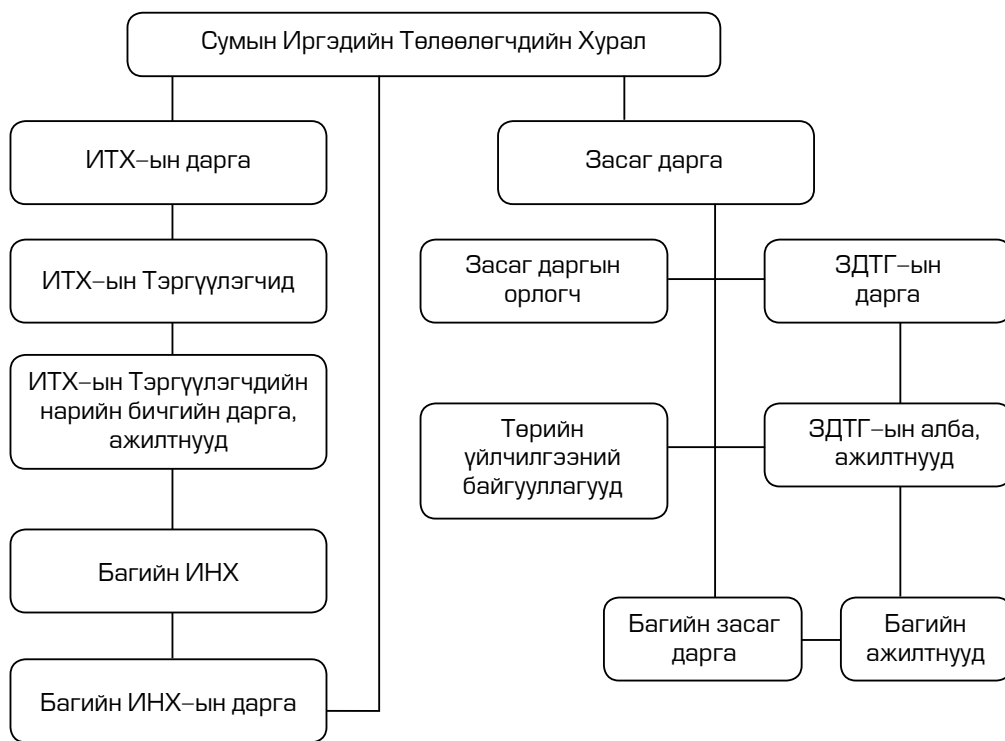 Сумын Иргэдийн Төлөөлөгчдийн Хурал
ИТХ–ын дарга
Засаг дарга
ИТХ–ын Тэргүүлэгчид
Засаг даргын
орлогч
ЗДТГ–ын
дарга
ИТХ–ын Тэргүүлэгчдийн
нарийн бичгийн дарга,
ажилтнууд
Төрийн
үйлчилгээний
байгууллагууд
ЗДТГ–ын алба,
ажилтнууд
Багийн ИНХ
Багийн засаг
дарга
Багийн
ажилтнууд
Багийн ИНХ–ын дарга